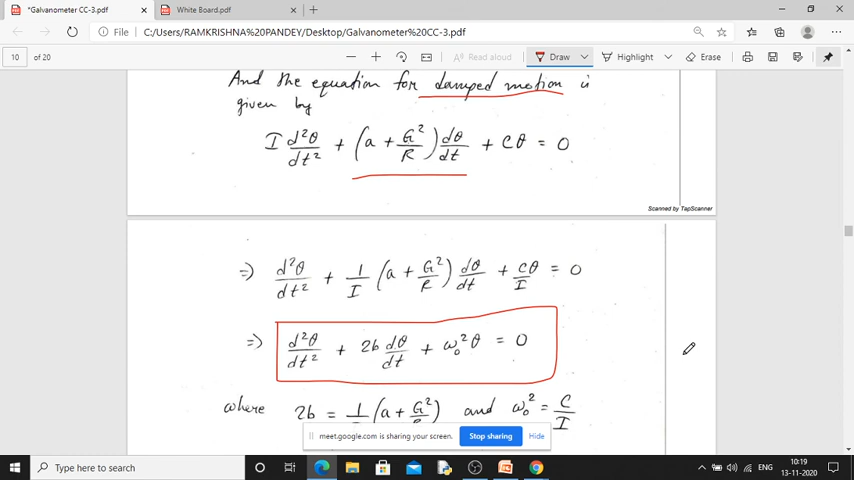 *Galvanometer CC-3.pdf
White Board.pdf
C:/Users/RAMKRISHNA%20PANDEY/Desktop/Galvanometer%20CC-3.pdf
10 of 20
Read aloud
Draw
Highlight
Erase
And the equation for damped motion is
given by
I d²θ/dt² + (a + G²/R) dθ/dt + Cθ = 0
Scanned by TapScanner
=) d²θ/dt² + 1/I (a + G²/R) dθ/dt + Cθ/I = 0
=) d²θ/dt² + 2b dθ/dt + ω₀²θ = 0
where 2b = 1/I (a + G²/R) and ω₀² = C/I
meet.google.com is sharing your screen.
Stop sharing
Hide
Type here to search
ENG
10:19
13-11-2020